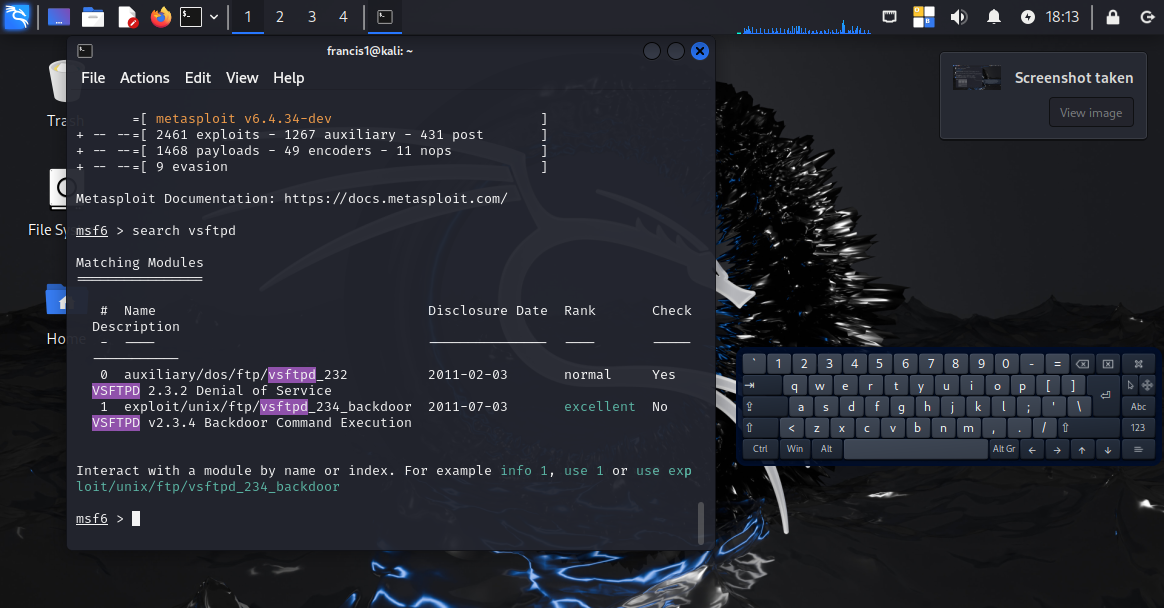 1 2 3 4
18:13
francis1@kali: ~
File Actions Edit View Help
=[ metasploit v6.4.34-dev ]
+ -- --=[ 2461 exploits - 1267 auxiliary - 431 post ]
+ -- --=[ 1468 payloads - 49 encoders - 11 nops ]
+ -- --=[ 9 evasion ]
Metasploit Documentation: https://docs.metasploit.com/
msf6 > search vsftpd
Matching Modules
================
# Name Disclosure Date Rank Check
Description
- ---- --------------- ---- -----
-----------
0 auxiliary/dos/ftp/vsftpd_232 2011-02-03 normal Yes
VSFTPD 2.3.2 Denial of Service
1 exploit/unix/ftp/vsftpd_234_backdoor 2011-07-03 excellent No
VSFTPD v2.3.4 Backdoor Command Execution
Interact with a module by name or index. For example info 1, use 1 or use exp
loit/unix/ftp/vsftpd_234_backdoor
msf6 >
Trash
File Sy
Home
Screenshot taken
View image
` 1 2 3 4 5 6 7 8 9 0 - =
q w e r t y u i o p [ ]
a s d f g h j k l ; ' \ Abc
< z x c v b n m , . / 123
Ctrl Win Alt Alt Gr